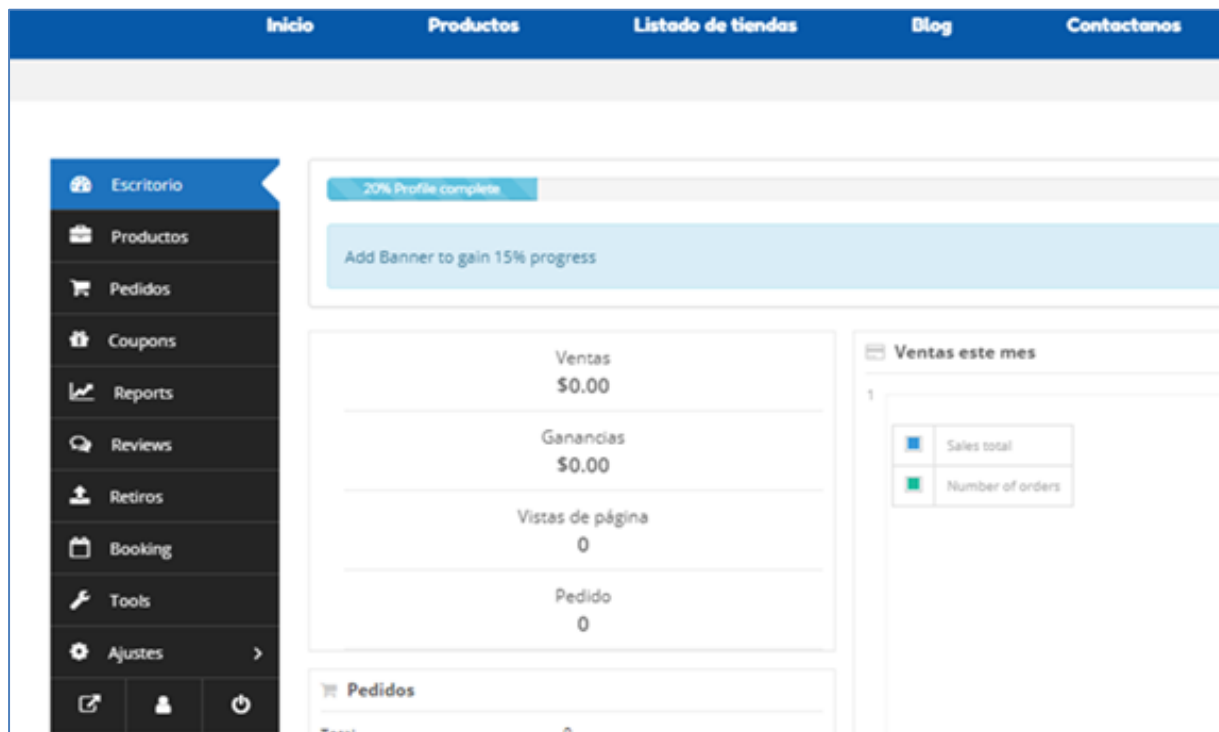 Inicio Productos Listado de tiendas Blog Contactanos
Escritorio
Productos
Pedidos
Coupons
Reports
Reviews
Retiros
Booking
Tools
Ajustes
20% Profile complete
Add Banner to gain 15% progress
Ventas
$0.00
Ganancias
$0.00
Vistas de página
0
Pedido
0
Pedidos
Ventas este mes
1
Sales total
Number of orders